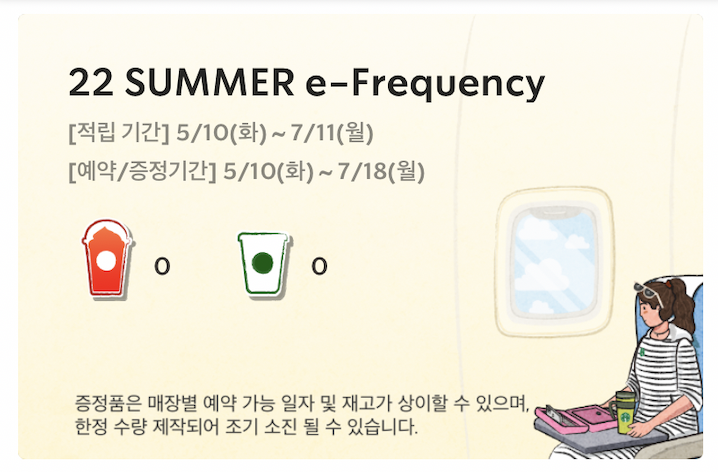 22 SUMMER e-Frequency
[적립 기간] 5/10(화) ~ 7/11(월)
[예약/증정기간] 5/10(화) ~ 7/18(월)
0 0
증정품은 매장별 예약 가능 일자 및 재고가 상이할 수 있으며,
한정 수량 제작되어 조기 소진 될 수 있습니다.